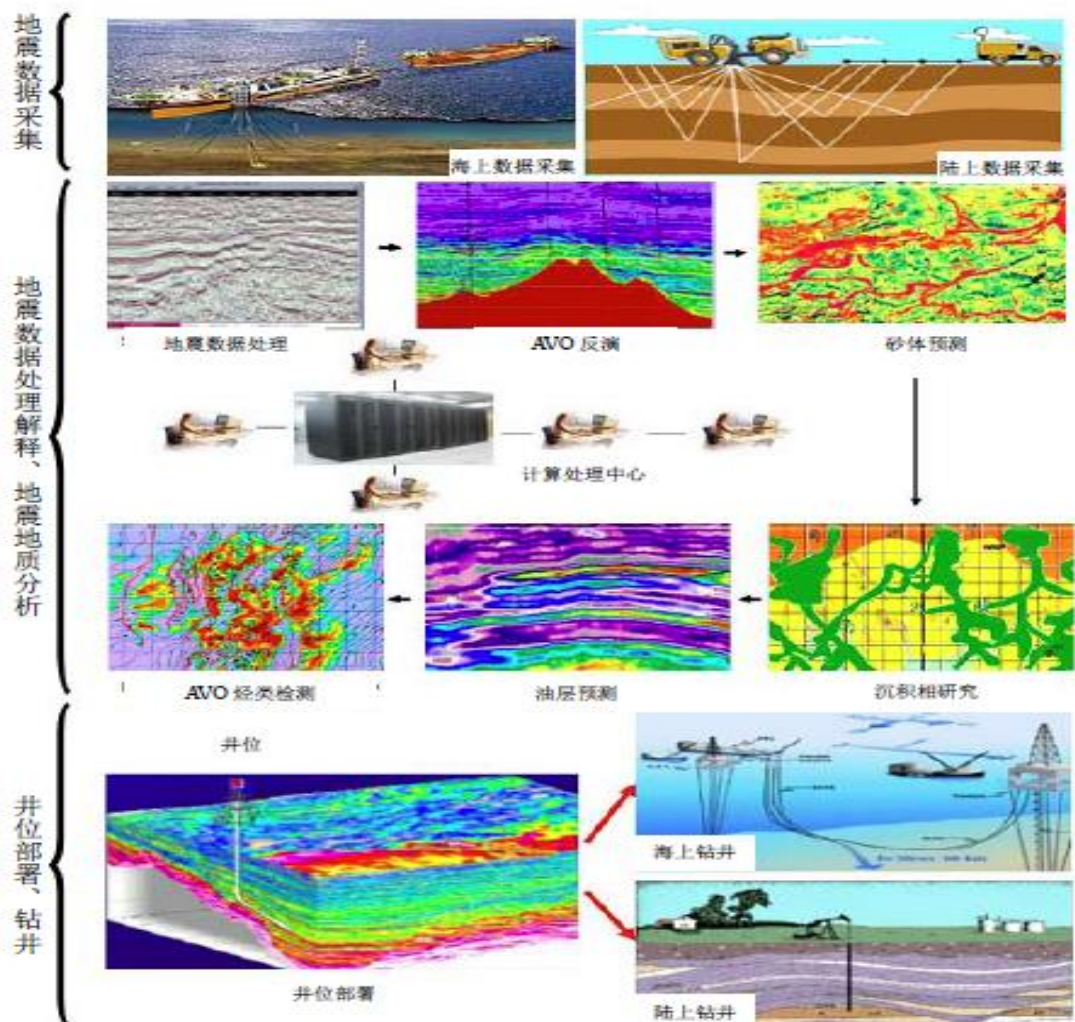 地震数据采集
海上数据采集
陆上数据采集
地震数据处理解释、地震地质分析
地震数据处理
AVO 反演
砂体预测
计算处理中心
AVO 烃类检测
油层预测
沉积相研究
井位部署、钻井
井位
井位部署
海上钻井
陆上钻井